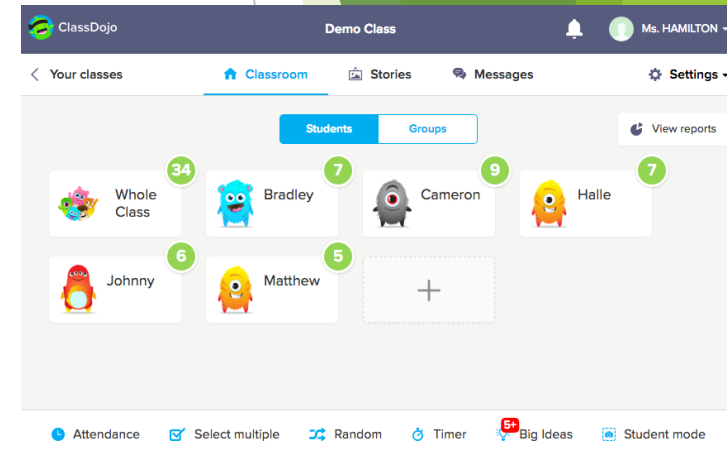 ClassDojo
Demo Class
Ms. HAMILTON
Your classes
Classroom
Stories
Messages
Settings
Students
Groups
View reports
34
Whole
Class
7
Bradley
9
Cameron
7
Halle
6
Johnny
5
Matthew
+
Attendance
Select multiple
Random
Timer
5+
Big Ideas
Student mode